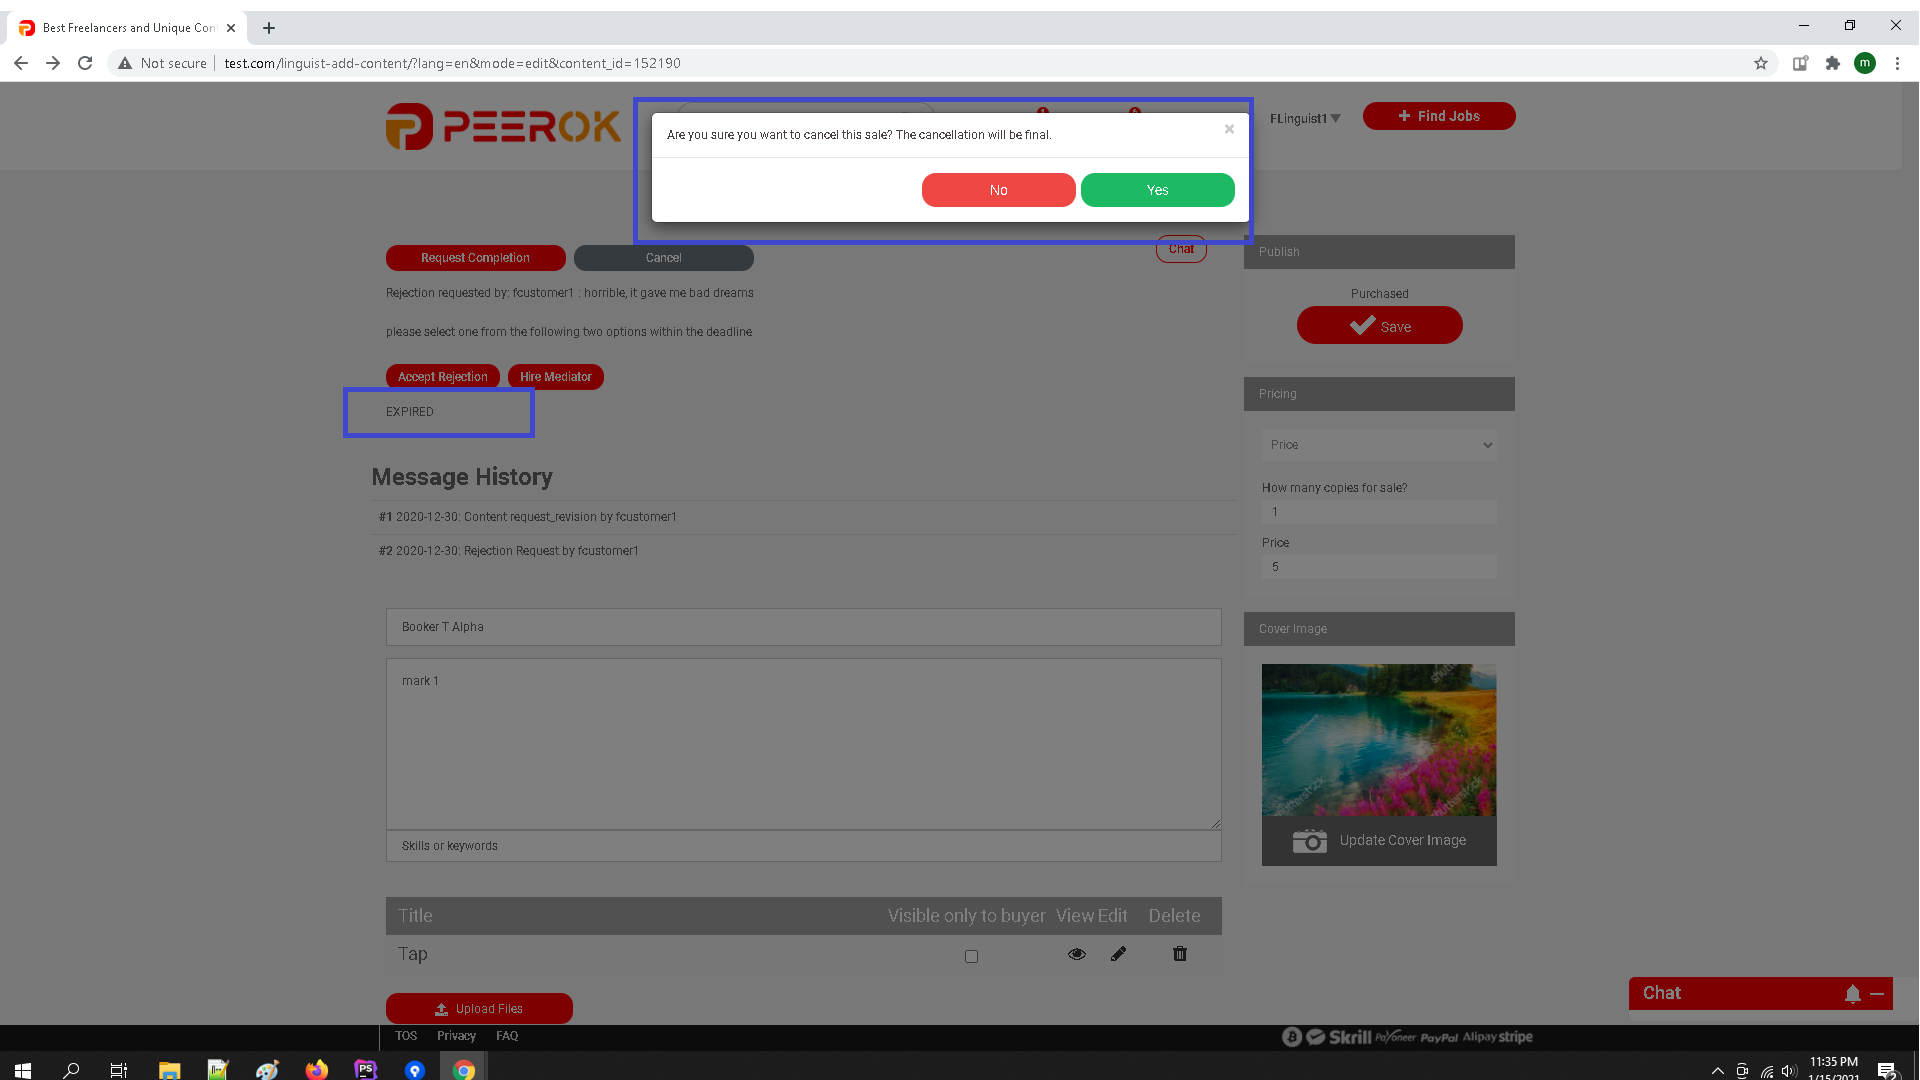 Best Freelancers and Unique Con
Not secure
test.com/linguist-add-content/?lang=en&mode=edit&content_id=152190
m
PEEROK
1
6
FLinguist1
+ Find Jobs
Are you sure you want to cancel this sale? The cancellation will be final.
×
No
Yes
Request Completion
Cancel
Chat
Rejection requested by: fcustomer1 : horrible, it gave me bad dreams
please select one from the following two options within the deadline
Accept Rejection
Hire Mediator
EXPIRED
Publish
Purchased
Save
Pricing
Price
How many copies for sale?
1
Price
5
Message History
#1 2020-12-30: Content request_revision by fcustomer1
#2 2020-12-30: Rejection Request by fcustomer1
Booker T Alpha
mark 1
Skills or keywords
Cover Image
shutterstock
shutterstock
Update Cover Image
Title
Visible only to buyer
View
Edit
Delete
Tap
Upload Files
Chat
TOS
Privacy
FAQ
Skrill
Payoneer
PayPal
Alipay
stripe
PS
11:35 PM
1/15/2021
2